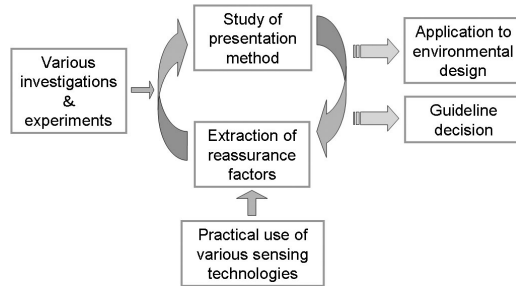 Study of
presentation
method
Application to
environmental
design
Various
investigations
&
experiments
Guideline
decision
Extraction of
reassurance
factors
Practical use of
various sensing
technologies